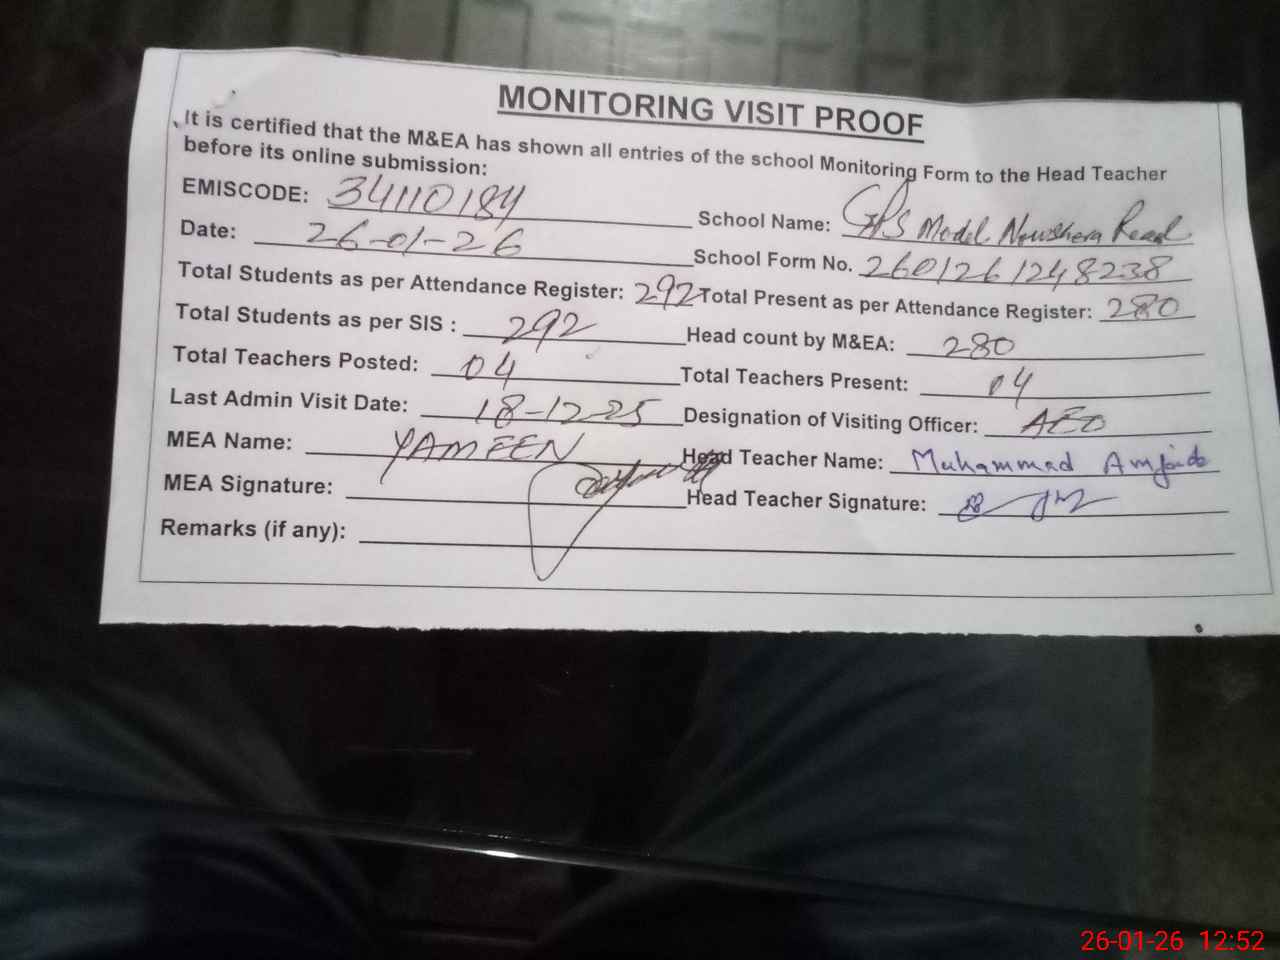 MONITORING VISIT PROOF
It is certified that the M&EA has shown all entries of the school Monitoring Form to the Head Teacher
before its online submission:
EMISCODE: 34110184 School Name: GPS Model Nowshera Road
Date: 26-01-26 School Form No. 260126124 8238
Total Students as per Attendance Register: 292 Total Present as per Attendance Register: 280
Total Students as per SIS : 292 Head count by M&EA: 280
Total Teachers Posted: 04 Total Teachers Present: 04
Last Admin Visit Date: 18-12-25 Designation of Visiting Officer: AEO
MEA Name: YAMEEN Head Teacher Name: Muhammad Amjad
MEA Signature: Head Teacher Signature:
Remarks (if any):
26-01-26 12:52